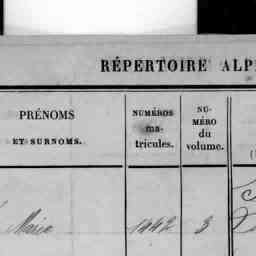 RÉPERTOIRE ALP
PRÉNOMS
ET SURNOMS.
NUMÉROS
ma-
tricules.
NU-
MÉRO
du
volume.
Marie 1442 3